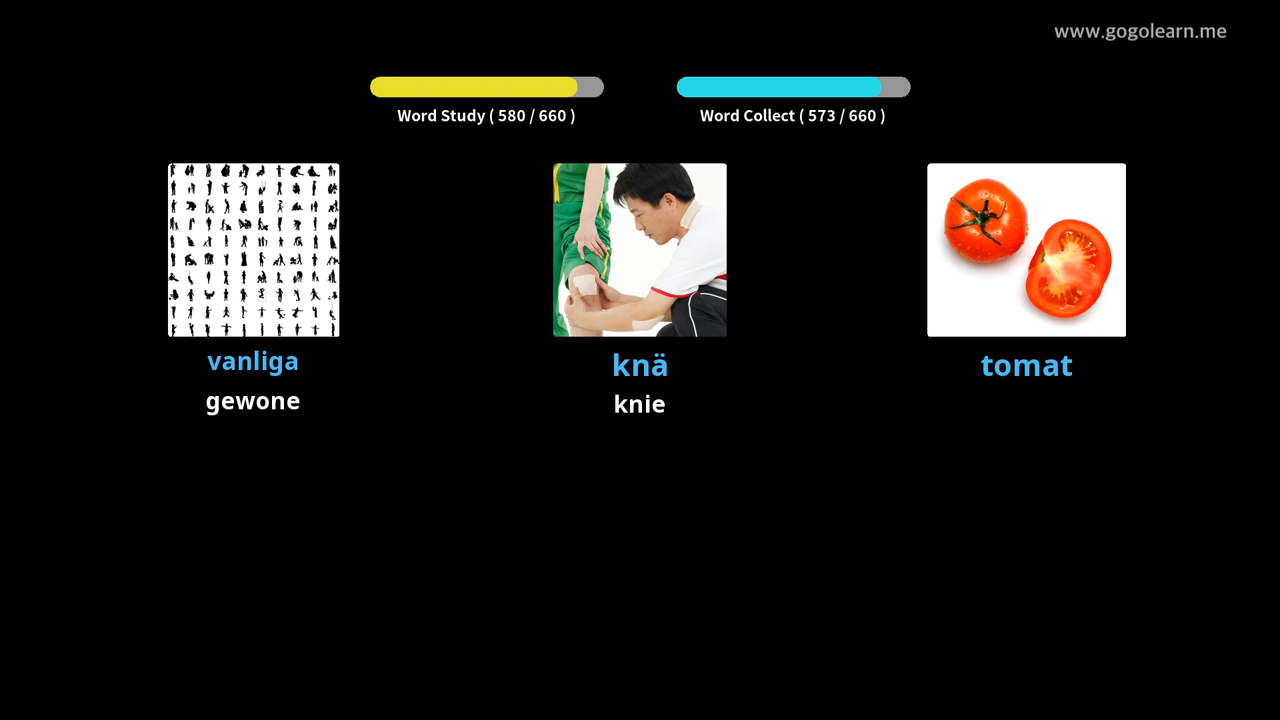 www.gogolearn.me
Word Study ( 580 / 660 )
Word Collect ( 573 / 660 )
vanliga
gewone
knä
knie
tomat